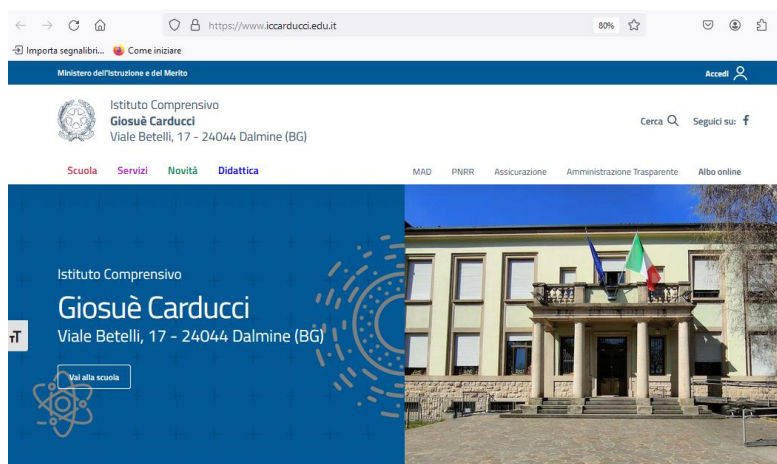 https://www.iccarducci.edu.it
80%
Importa segnalibri...
Come iniziare
Ministero dell'Istruzione e del Merito
Accedi
Istituto Comprensivo
Giosuè Carducci
Viale Betelli, 17 - 24044 Dalmine (BG)
Cerca
Seguici su:
Scuola Servizi Novità Didattica
MAD PNRR Assicurazione Amministrazione Trasparente Albo online
Istituto Comprensivo
Giosuè Carducci
Viale Betelli, 17 - 24044 Dalmine (BG)
Vai alla scuola
TT